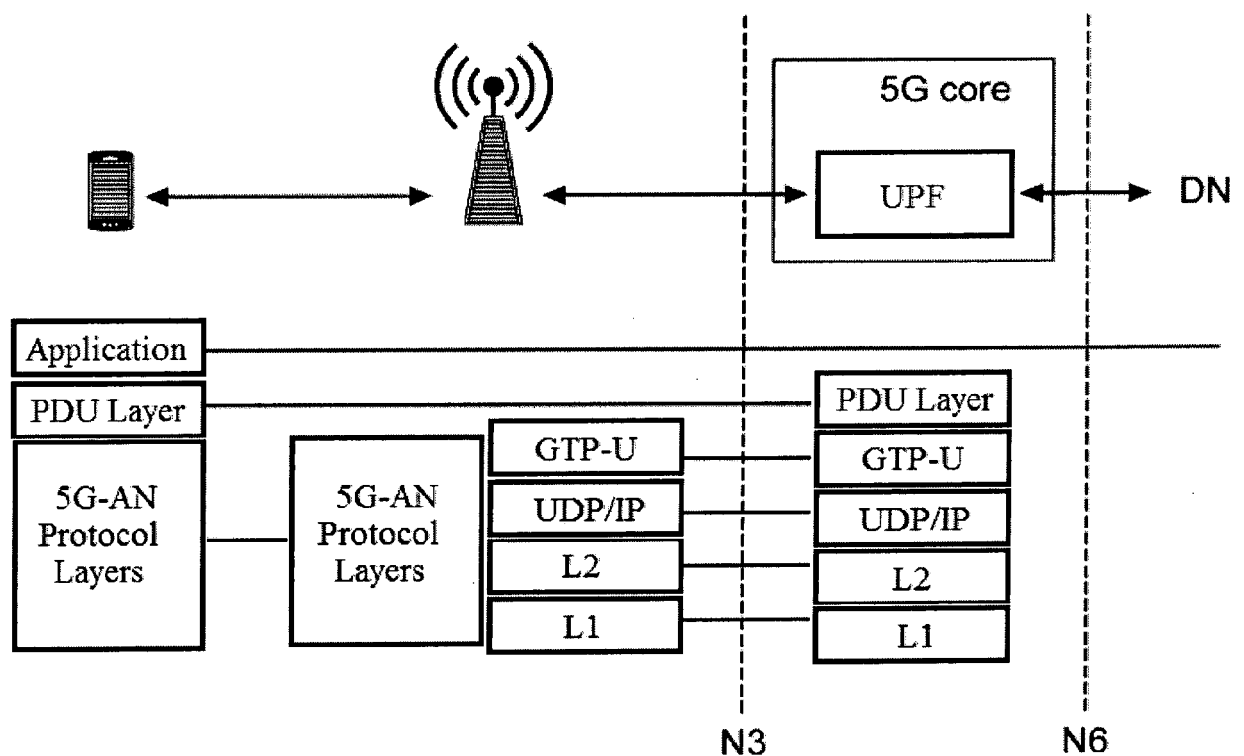 5G core
UPF
DN
Application
PDU Layer
PDU Layer
5G-AN
Protocol
Layers
5G-AN
Protocol
Layers
GTP-U
GTP-U
UDP/IP
UDP/IP
L2
L2
L1
L1
N3
N6